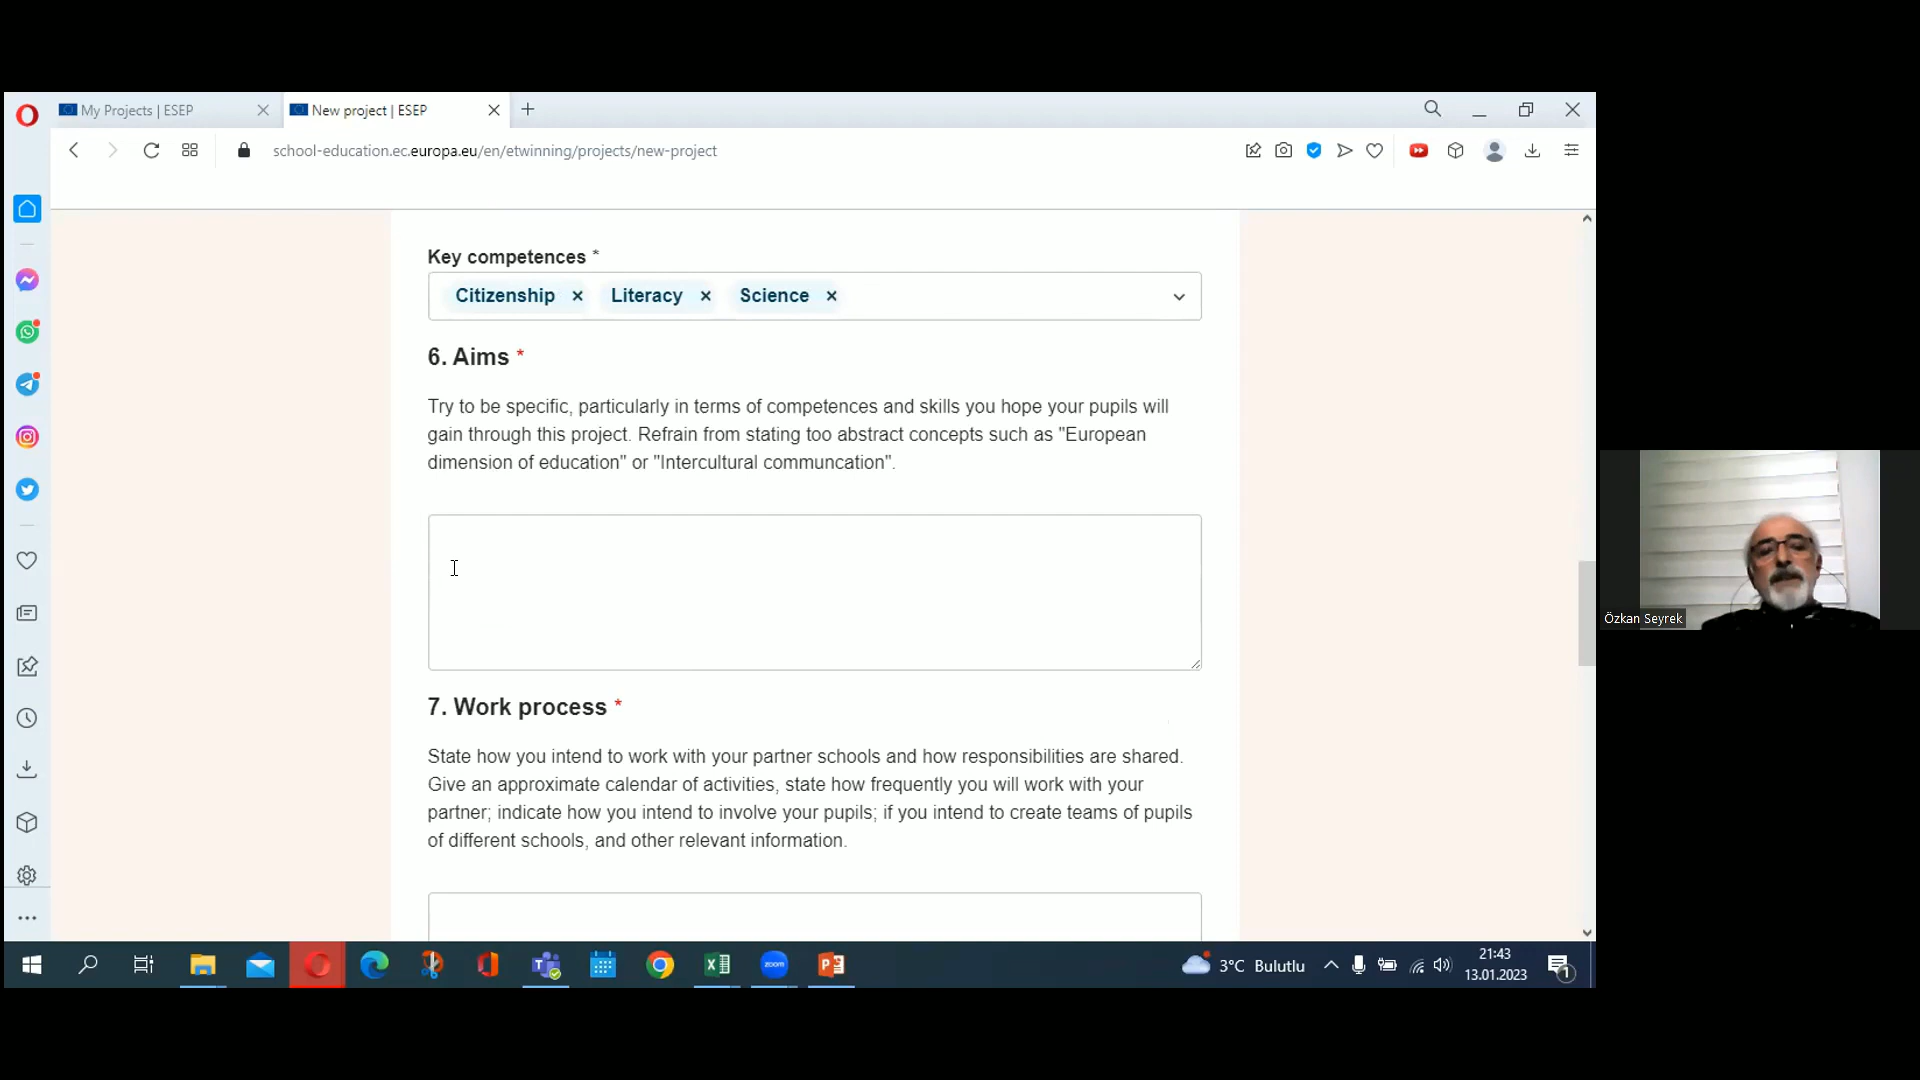 My Projects | ESEP
New project | ESEP
school-education.ec.europa.eu/en/etwinning/projects/new-project
Key competences *
Citizenship × Literacy × Science ×
6. Aims *
Try to be specific, particularly in terms of competences and skills you hope your pupils will
gain through this project. Refrain from stating too abstract concepts such as "European
dimension of education" or "Intercultural communcation".
7. Work process *
State how you intend to work with your partner schools and how responsibilities are shared.
Give an approximate calendar of activities, state how frequently you will work with your
partner; indicate how you intend to involve your pupils; if you intend to create teams of pupils
of different schools, and other relevant information.
Özkan Seyrek
zoom
3°C Bulutlu
21:43
13.01.2023
1